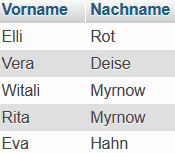 Vorname Nachname
Elli Rot
Vera Deise
Witali Myrnow
Rita Myrnow
Eva Hahn